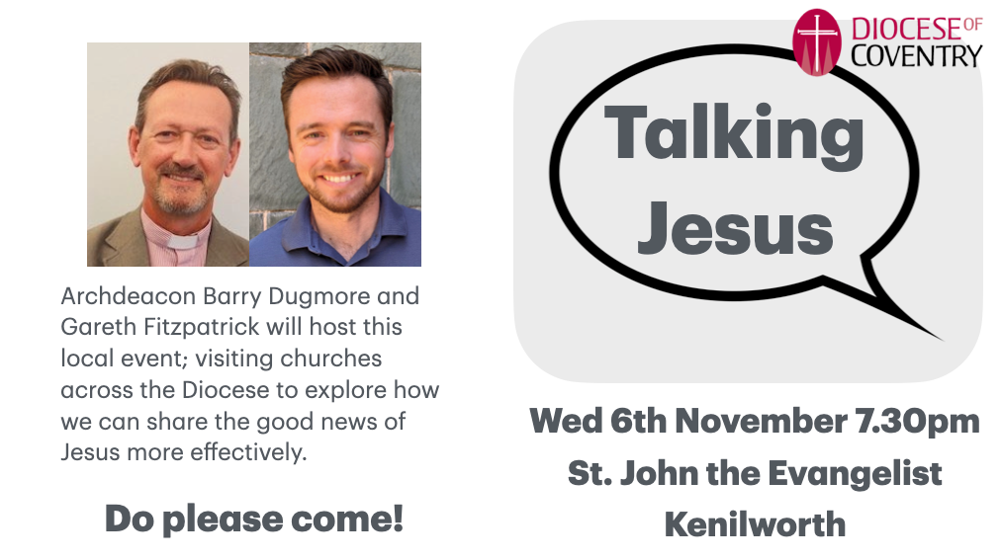 Archdeacon Barry Dugmore and
Gareth Fitzpatrick will host this
local event; visiting churches
across the Diocese to explore how
we can share the good news of
Jesus more effectively.
Do please come!
DIOCESE OF
COVENTRY
Talking
Jesus
Wed 6th November 7.30pm
St. John the Evangelist
Kenilworth